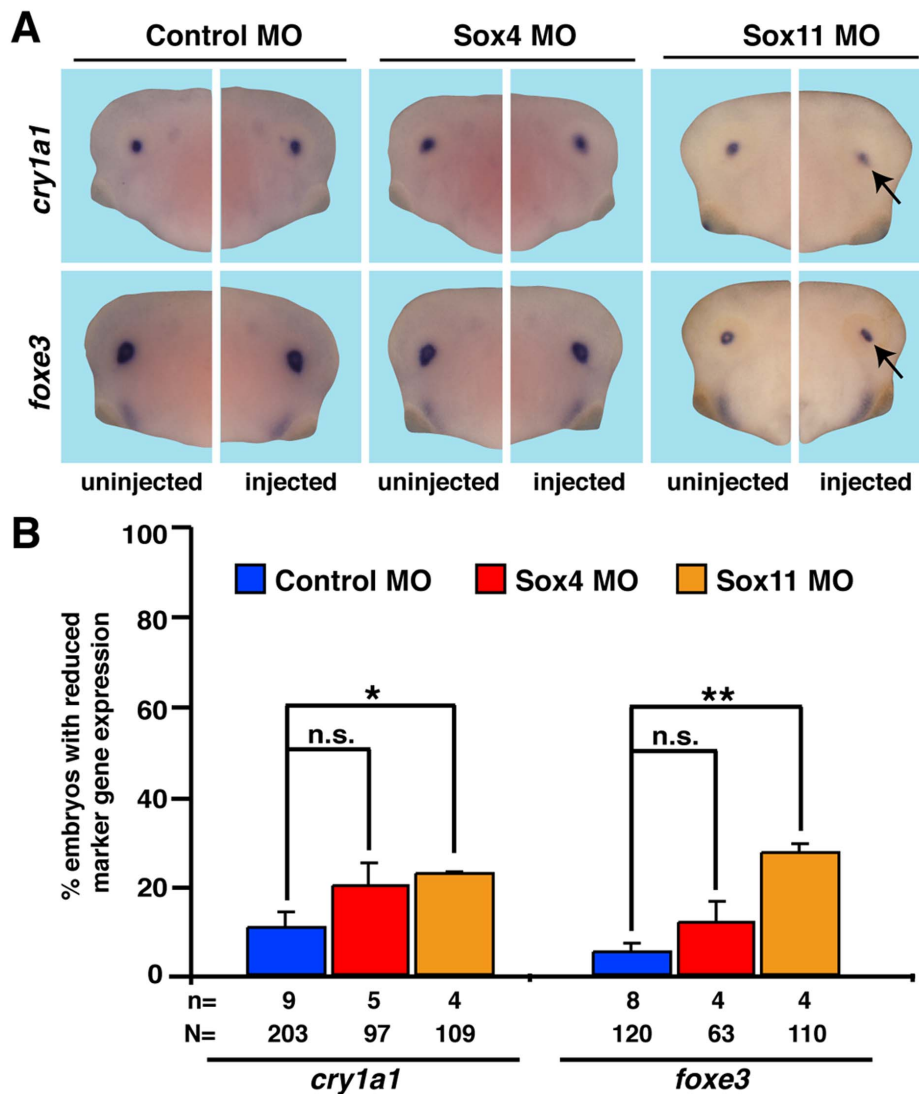 A
Control MO Sox4 MO Sox11 MO
cry1a1
foxe3
uninjected injected uninjected injected uninjected injected
B
% embryos with reduced
marker gene expression
100
80
60
40
20
0
Control MO Sox4 MO Sox11 MO
* **
n.s. n.s.
n= 9 5 4 8 4 4
N= 203 97 109 120 63 110
cry1a1 foxe3